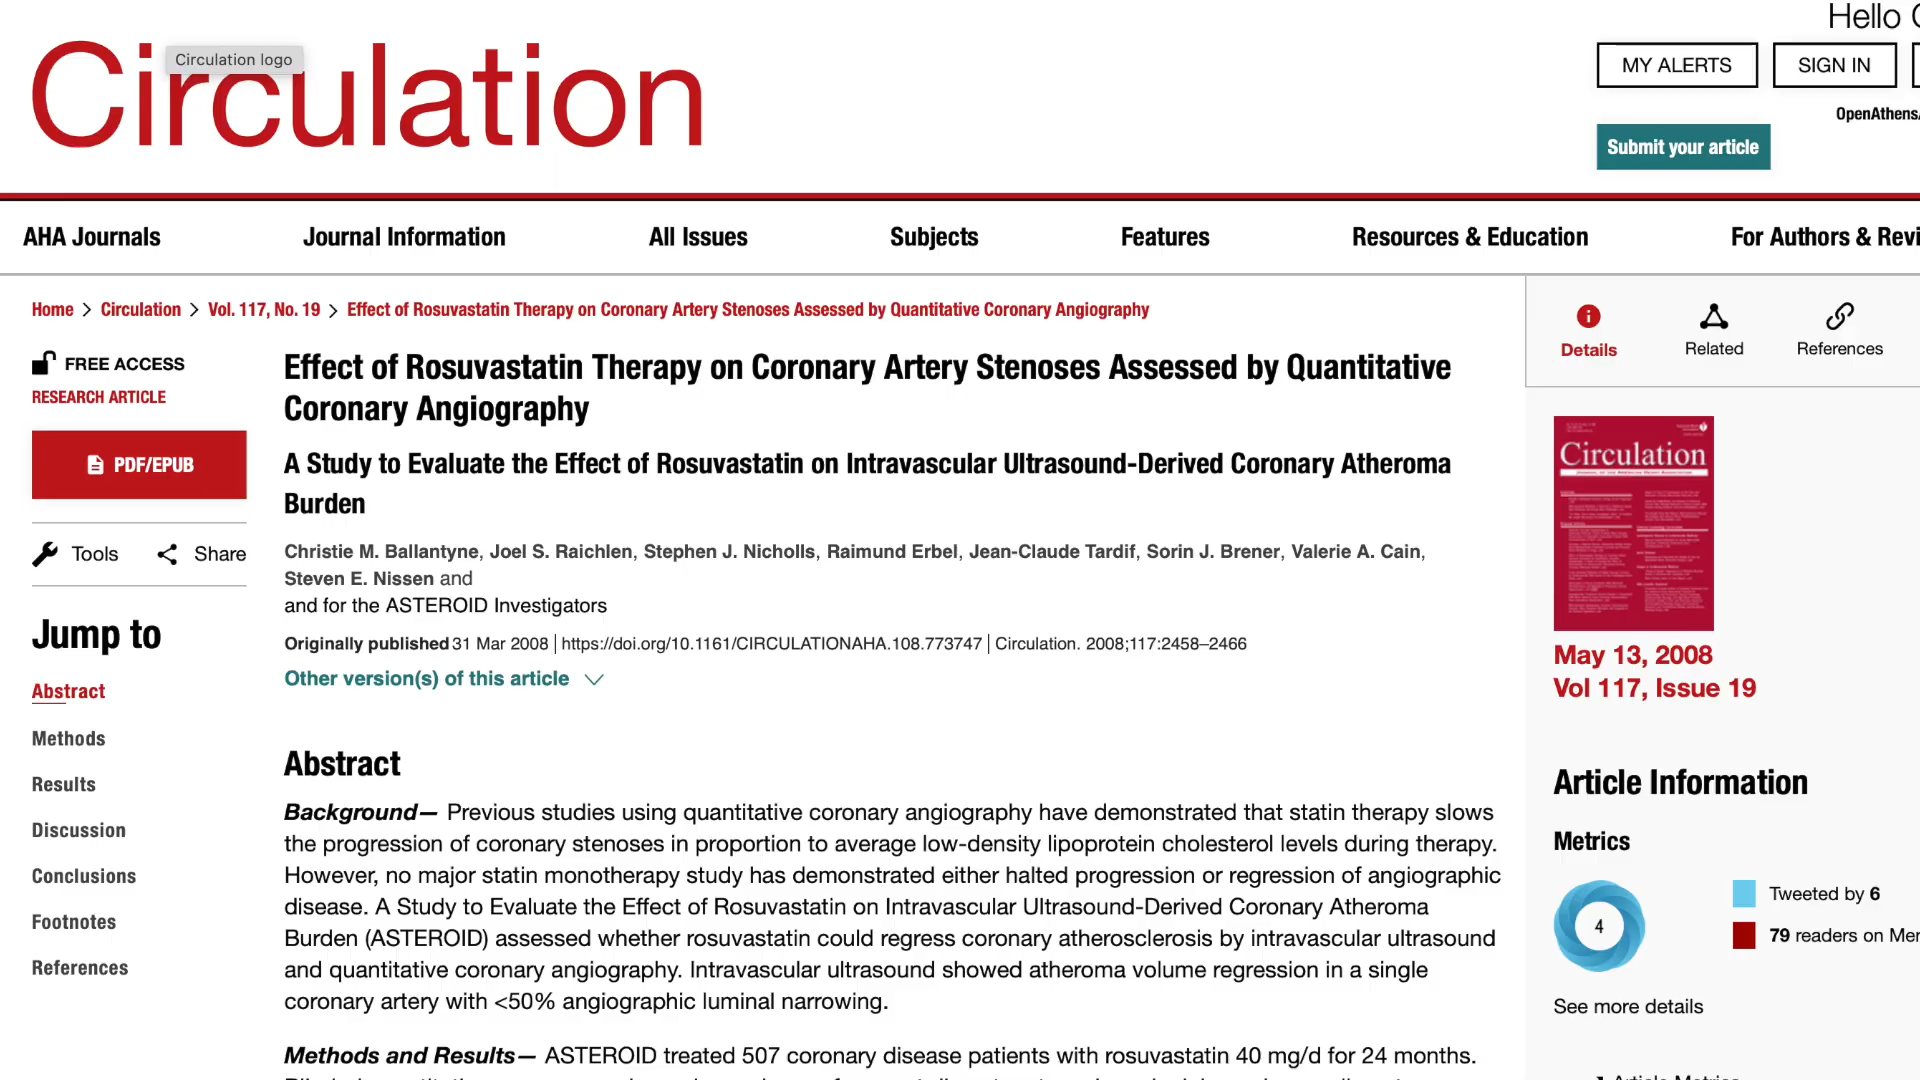 Hello
Circulation
Circulation logo
MY ALERTS
SIGN IN
OpenAthens
Submit your article
AHA Journals
Journal Information
All Issues
Subjects
Features
Resources & Education
For Authors &
Home > Circulation > Vol. 117, No. 19 > Effect of Rosuvastatin Therapy on Coronary Artery Stenoses Assessed by Quantitative Coronary Angiography
FREE ACCESS
RESEARCH ARTICLE
PDF/EPUB
Tools
Share
Jump to
Abstract
Methods
Results
Discussion
Conclusions
Footnotes
References
Effect of Rosuvastatin Therapy on Coronary Artery Stenoses Assessed by Quantitative
Coronary Angiography
A Study to Evaluate the Effect of Rosuvastatin on Intravascular Ultrasound-Derived Coronary Atheroma
Burden
Christie M. Ballantyne, Joel S. Raichlen, Stephen J. Nicholls, Raimund Erbel, Jean-Claude Tardif, Sorin J. Brener, Valerie A. Cain,
Steven E. Nissen and
and for the ASTEROID Investigators
Originally published 31 Mar 2008 | https://doi.org/10.1161/CIRCULATIONAHA.108.773747 | Circulation. 2008;117:2458–2466
Other version(s) of this article
Abstract
Background— Previous studies using quantitative coronary angiography have demonstrated that statin therapy slows
the progression of coronary stenoses in proportion to average low-density lipoprotein cholesterol levels during therapy.
However, no major statin monotherapy study has demonstrated either halted progression or regression of angiographic
disease. A Study to Evaluate the Effect of Rosuvastatin on Intravascular Ultrasound-Derived Coronary Atheroma
Burden (ASTEROID) assessed whether rosuvastatin could regress coronary atherosclerosis by intravascular ultrasound
and quantitative coronary angiography. Intravascular ultrasound showed atheroma volume regression in a single
coronary artery with <50% angiographic luminal narrowing.
Methods and Results— ASTEROID treated 507 coronary disease patients with rosuvastatin 40 mg/d for 24 months.
Details
Related
References
Circulation
May 13, 2008
Vol 117, Issue 19
Article Information
Metrics
4
Tweeted by 6
79 readers on
See more details
Article Metrics